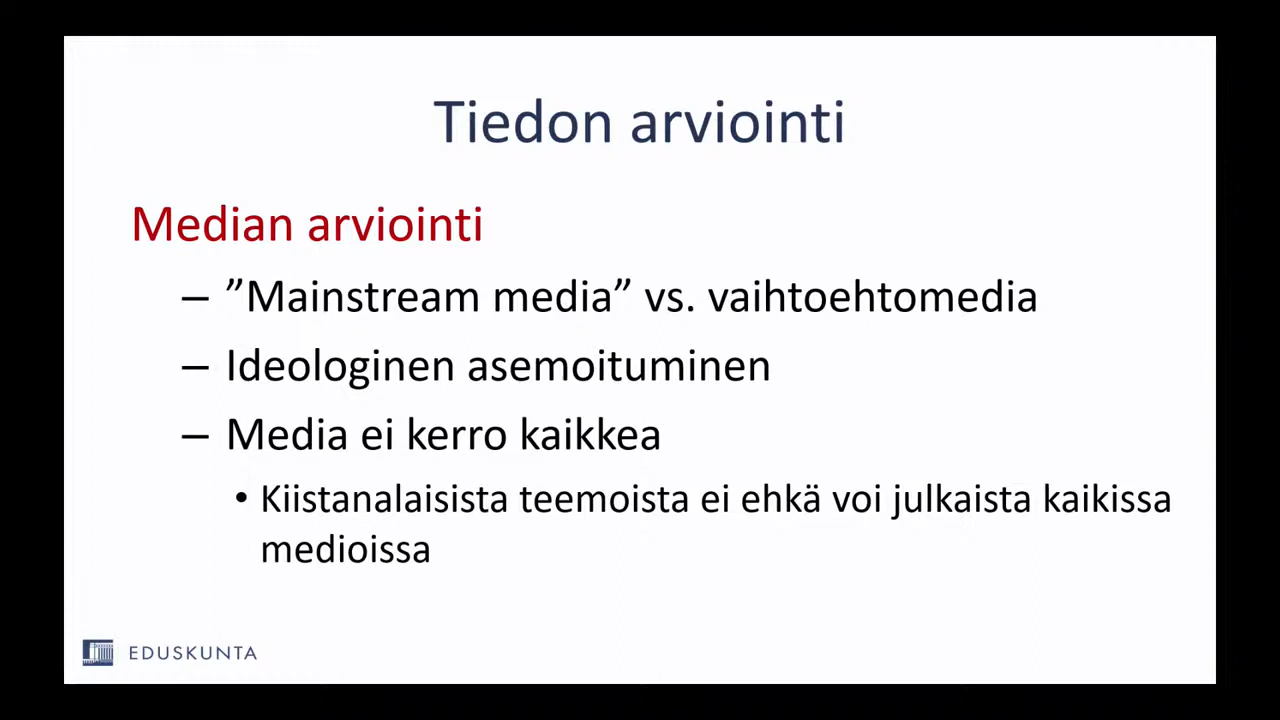 Tiedon arviointi
Median arviointi
– ”Mainstream media” vs. vaihtoehtomedia
– Ideologinen asemoituminen
– Media ei kerro kaikkea
• Kiistanalaisista teemoista ei ehkä voi julkaista kaikissa
medioissa
EDUSKUNTA